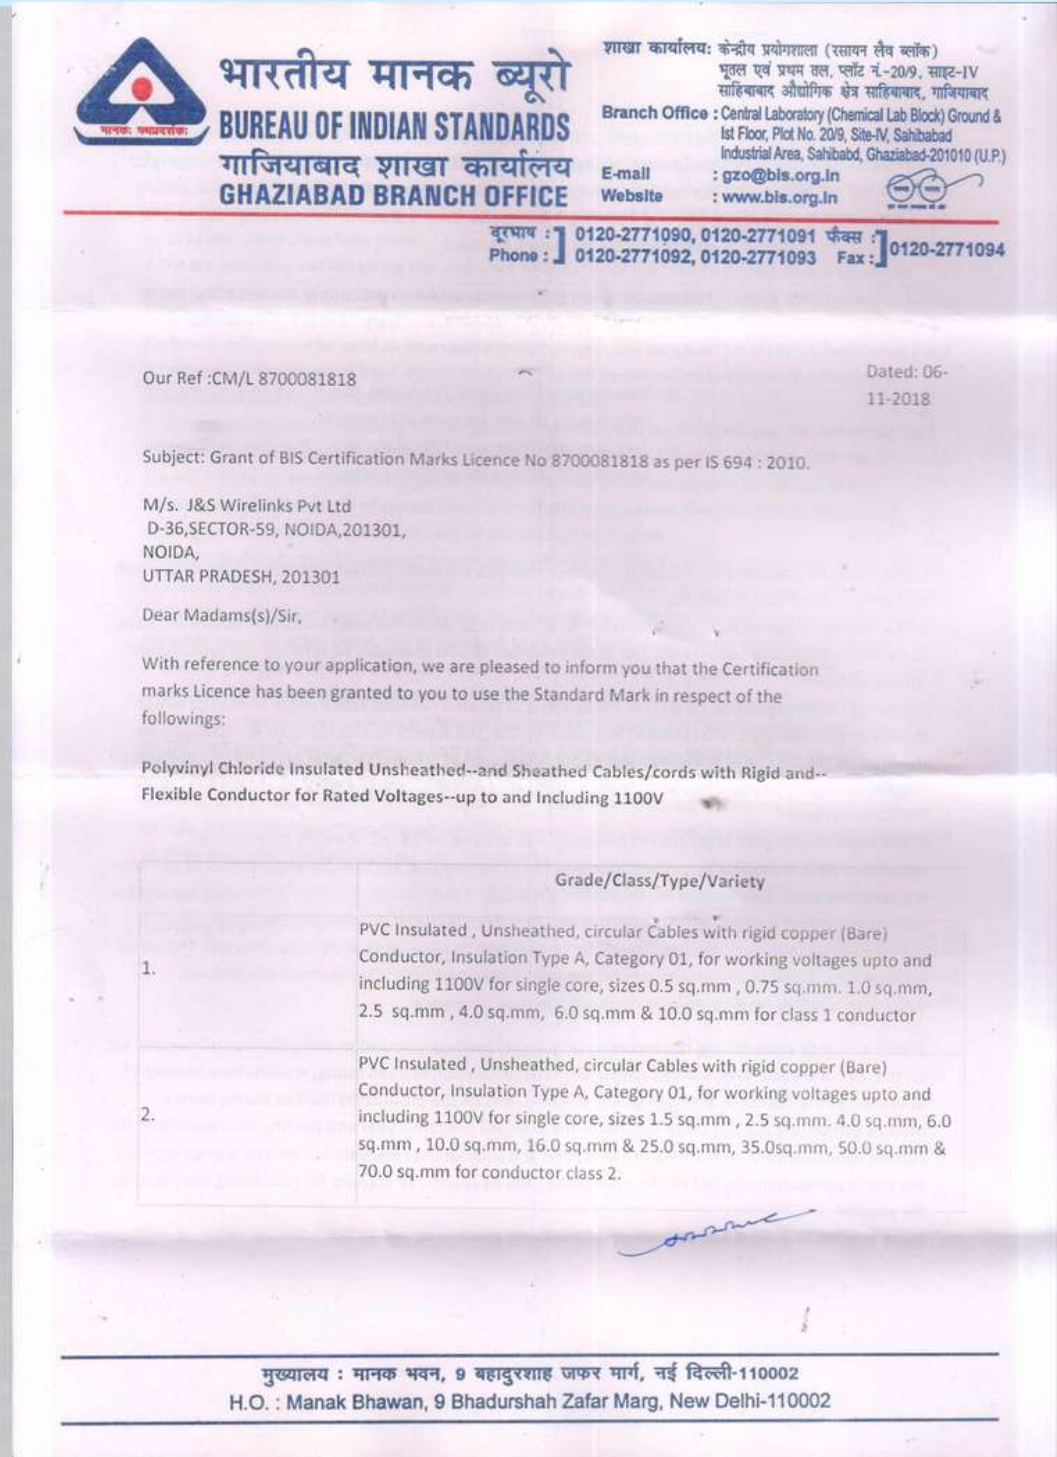 भारतीय मानक ब्यूरो
BUREAU OF INDIAN STANDARDS
गाजियाबाद शाखा कार्यालय
GHAZIABAD BRANCH OFFICE
मानक: पथप्रदर्शक:
शाखा कार्यालय: केन्द्रीय प्रयोगशाला (रसायन लैव ब्लॉक)
भूतल एवं प्रथम तल, प्लॉट नं.-20/9, साइट-IV
साहिबाबाद औद्योगिक क्षेत्र साहिबाबाद, गाजियाबाद
Branch Office : Central Laboratory (Chemical Lab Block) Ground &
Ist Floor, Plot No. 20/9, Site-IV, Sahibabad
Industrial Area, Sahibabd, Ghaziabad-201010 (U.P.)
E-mail : gzo@bis.org.in
Website : www.bis.org.in
दूरभाष : 0120-2771090, 0120-2771091 फैक्स :
Phone : 0120-2771092, 0120-2771093 Fax : 0120-2771094
Our Ref :CM/L 8700081818
Dated: 06-
11-2018
Subject: Grant of BIS Certification Marks Licence No 8700081818 as per IS 694 : 2010.
M/s. J&S Wirelinks Pvt Ltd
D-36,SECTOR-59, NOIDA,201301,
NOIDA,
UTTAR PRADESH, 201301
Dear Madams(s)/Sir,
With reference to your application, we are pleased to inform you that the Certification
marks Licence has been granted to you to use the Standard Mark in respect of the
followings:
Polyvinyl Chloride Insulated Unsheathed--and Sheathed Cables/cords with Rigid and--
Flexible Conductor for Rated Voltages--up to and Including 1100V
Grade/Class/Type/Variety
1.
PVC Insulated , Unsheathed, circular Cables with rigid copper (Bare)
Conductor, Insulation Type A, Category 01, for working voltages upto and
including 1100V for single core, sizes 0.5 sq.mm , 0.75 sq.mm. 1.0 sq.mm,
2.5 sq.mm , 4.0 sq.mm, 6.0 sq.mm & 10.0 sq.mm for class 1 conductor
2.
PVC Insulated , Unsheathed, circular Cables with rigid copper (Bare)
Conductor, Insulation Type A, Category 01, for working voltages upto and
including 1100V for single core, sizes 1.5 sq.mm , 2.5 sq.mm. 4.0 sq.mm, 6.0
sq.mm , 10.0 sq.mm, 16.0 sq.mm & 25.0 sq.mm, 35.0sq.mm, 50.0 sq.mm &
70.0 sq.mm for conductor class 2.
मुख्यालय : मानक भवन, 9 बहादुरशाह जफर मार्ग, नई दिल्ली-110002
H.O. : Manak Bhawan, 9 Bhadurshah Zafar Marg, New Delhi-110002